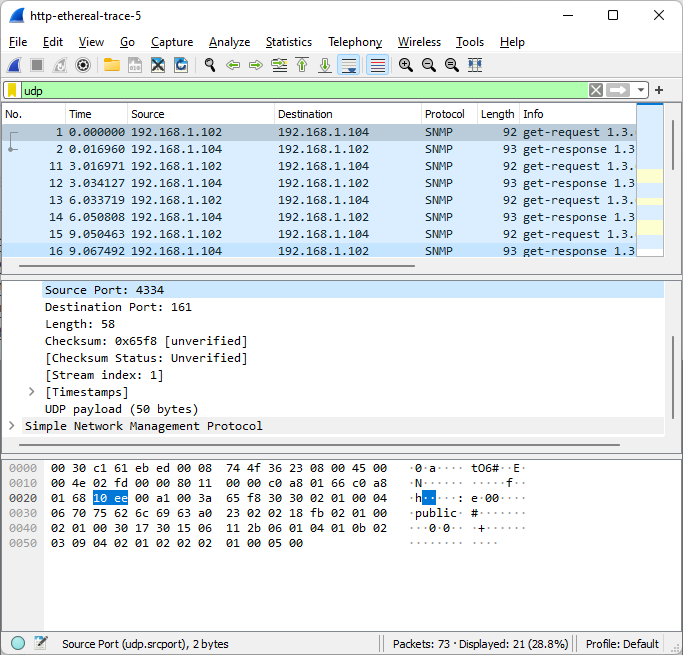 http-ethereal-trace-5
File Edit View Go Capture Analyze Statistics Telephony Wireless Tools Help
udp
No. Time Source Destination Protocol Length Info
1 0.000000 192.168.1.102 192.168.1.104 SNMP 92 get-request 1.3.
2 0.016960 192.168.1.104 192.168.1.102 SNMP 93 get-response 1.3
11 3.016971 192.168.1.102 192.168.1.104 SNMP 92 get-request 1.3.
12 3.034127 192.168.1.104 192.168.1.102 SNMP 93 get-response 1.3
13 6.033719 192.168.1.102 192.168.1.104 SNMP 92 get-request 1.3.
14 6.050808 192.168.1.104 192.168.1.102 SNMP 93 get-response 1.3
15 9.050463 192.168.1.102 192.168.1.104 SNMP 92 get-request 1.3.
16 9.067492 192.168.1.104 192.168.1.102 SNMP 93 get-response 1.3
Source Port: 4334
Destination Port: 161
Length: 58
Checksum: 0x65f8 [unverified]
[Checksum Status: Unverified]
[Stream index: 1]
[Timestamps]
UDP payload (50 bytes)
Simple Network Management Protocol
0000 00 30 c1 61 eb ed 00 08 74 4f 36 23 08 00 45 00 ·0·a···· tO6#··E·
0010 00 4e 02 fd 00 00 80 11 00 00 c0 a8 01 66 c0 a8 ·N······ ·····f··
0020 01 68 10 ee 00 a1 00 3a 65 f8 30 30 02 01 00 04 ·h·····: e·00····
0030 06 70 75 62 6c 69 63 a0 23 02 02 18 fb 02 01 00 ·public· #·······
0040 02 01 00 30 17 30 15 06 11 2b 06 01 04 01 0b 02 ···0·0·· ·+······
0050 03 09 04 02 01 02 02 02 01 00 05 00 ········ ····
Source Port (udp.srcport), 2 bytes Packets: 73 · Displayed: 21 (28.8%) Profile: Default